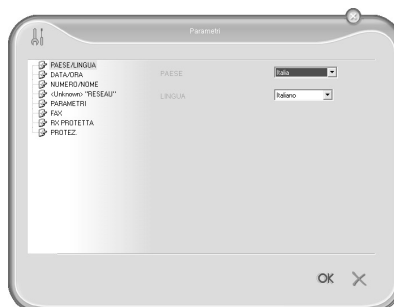 Parametri
PAESE/LINGUA
DATA/ORA
NUMERO/NOME
<Unknown> "RESEAU"
PARAMETRI
FAX
RX PROTETTA
PROTEZ.
PAESE
Italia
LINGUA
Italiano
OK